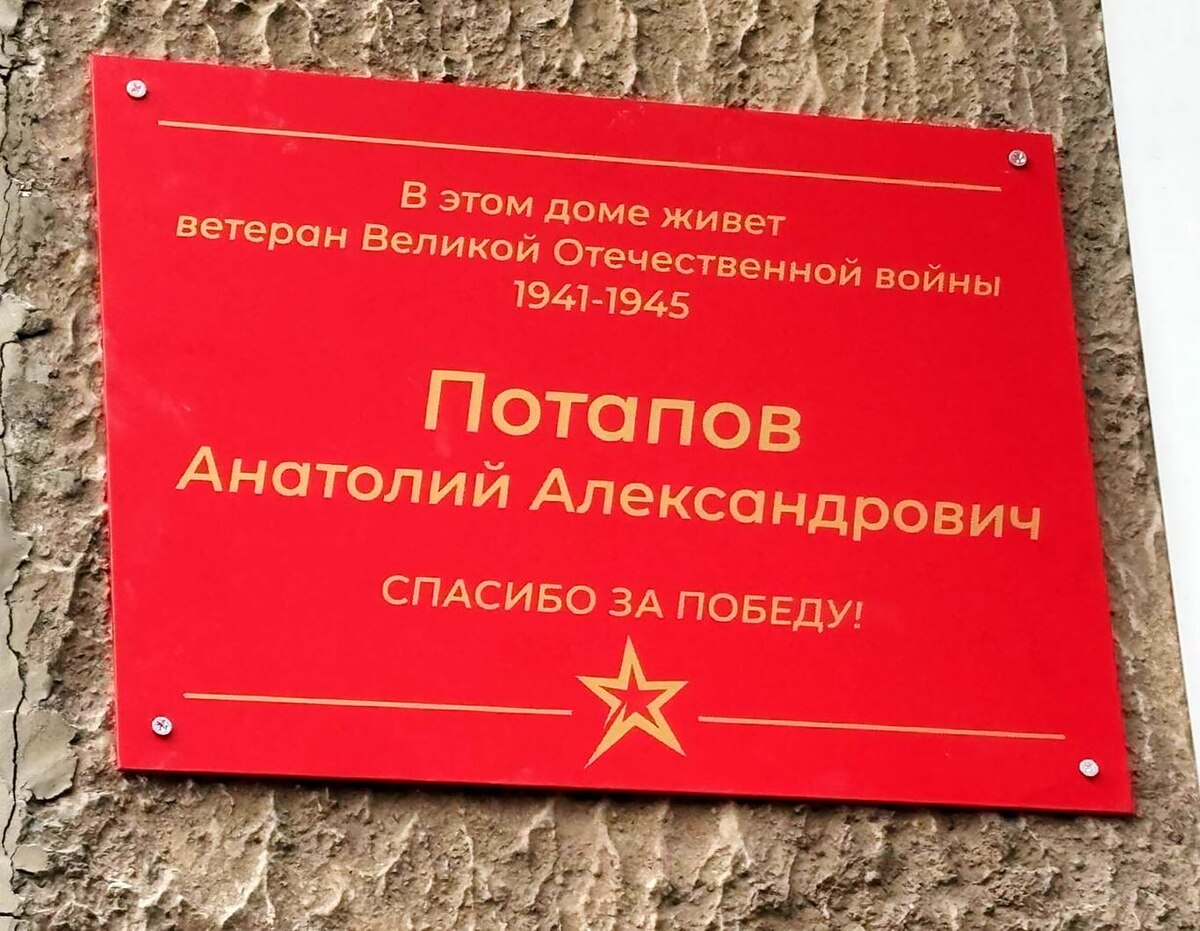 В этом доме живет
ветеран Великой Отечественной войны
1941-1945
Потапов
Анатолий Александрович
СПАСИБО ЗА ПОБЕДУ!